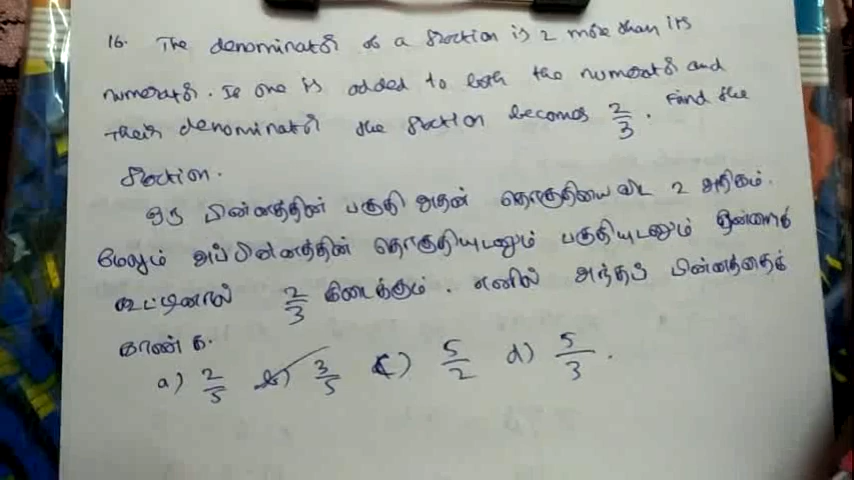 16. The denominator of a fraction is 2 more than its
numerator. If one is added to both the numerator and
their denominator the fraction becomes 2/3. Find the
fraction.
ஒரு பின்னத்தின் பகுதி அதன் தொகுதியை விட 2 அதிகம்.
மேலும் அப்பின்னத்தின் தொகுதியுடனும் பகுதியுடனும் ஒன்றைக்
கூட்டினால் 2/3 கிடைக்கும். எனில் அந்தப் பின்னத்தைக்
காண்க.
a) 2/5 b) 3/5 c) 5/2 d) 5/3.